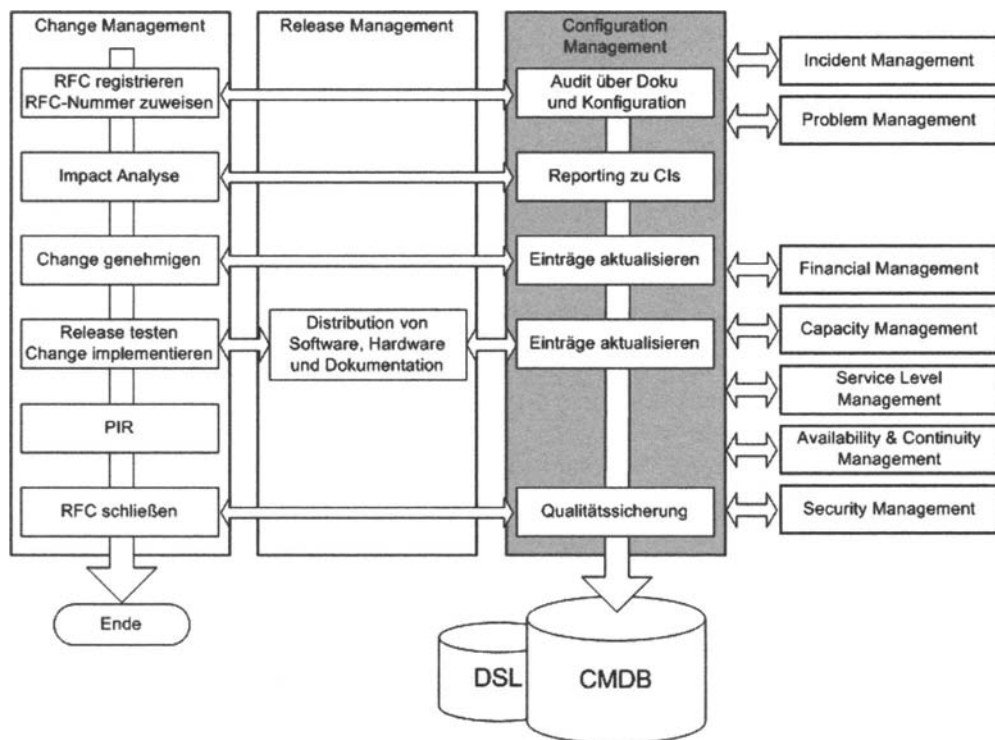 Change Management
RFC registrieren
RFC-Nummer zuweisen
Impact Analyse
Change genehmigen
Release testen
Change implementieren
PIR
RFC schließen
Ende
Release Management
Distribution von
Software, Hardware
und Dokumentation
Configuration
Management
Audit über Doku
und Konfiguration
Reporting zu CIs
Einträge aktualisieren
Einträge aktualisieren
Qualitätssicherung
DSL
CMDB
Incident Management
Problem Management
Financial Management
Capacity Management
Service Level
Management
Availability & Continuity
Management
Security Management